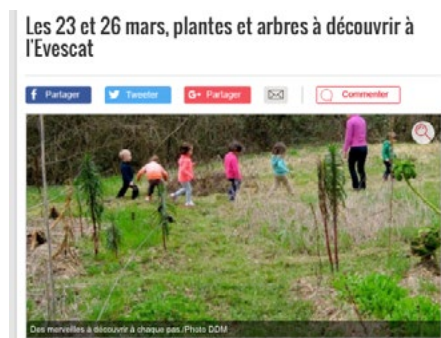 Les 23 et 26 mars, plantes et arbres à découvrir à
l'Evescat
Partager
Tweeter
G+ Partager
Commenter
Des merveilles à découvrir à chaque pas./Photo DDM